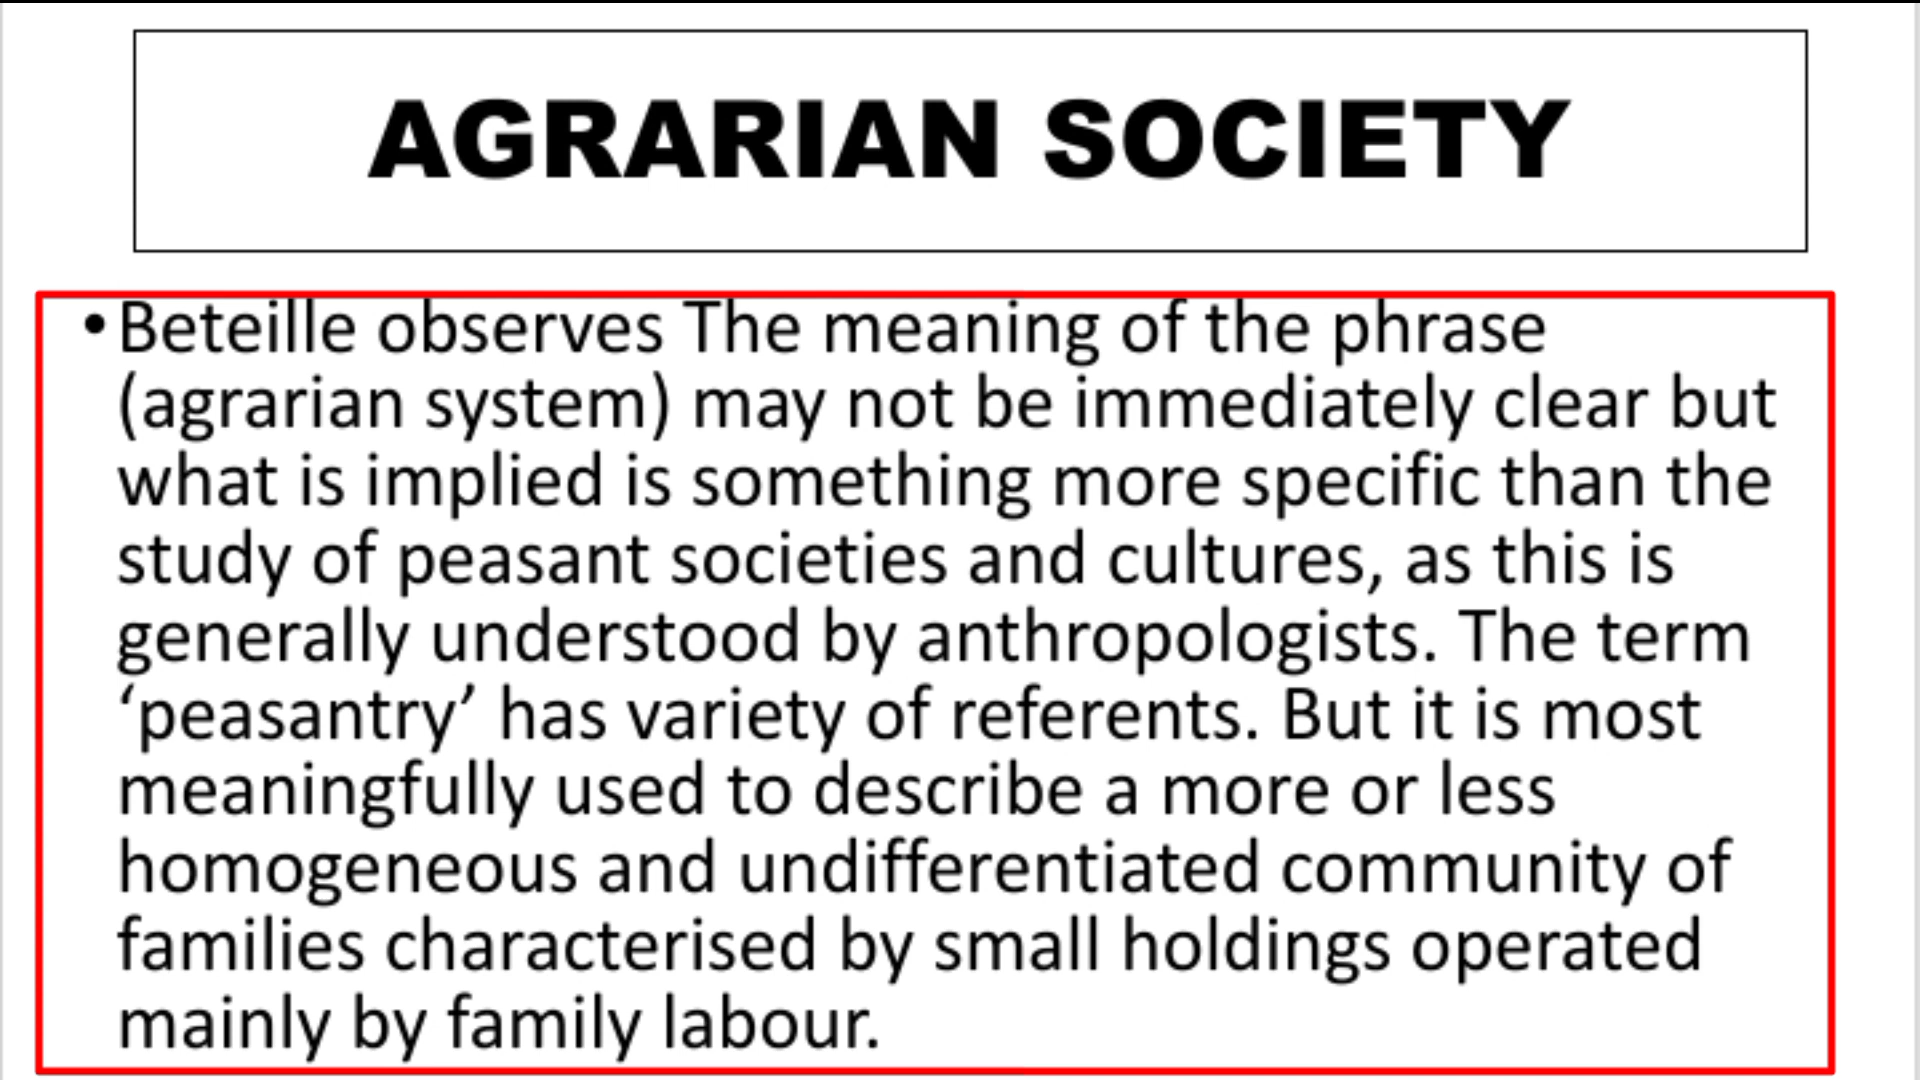 AGRARIAN SOCIETY
• Beteille observes The meaning of the phrase
(agrarian system) may not be immediately clear but
what is implied is something more specific than the
study of peasant societies and cultures, as this is
generally understood by anthropologists. The term
‘peasantry’ has variety of referents. But it is most
meaningfully used to describe a more or less
homogeneous and undifferentiated community of
families characterised by small holdings operated
mainly by family labour.